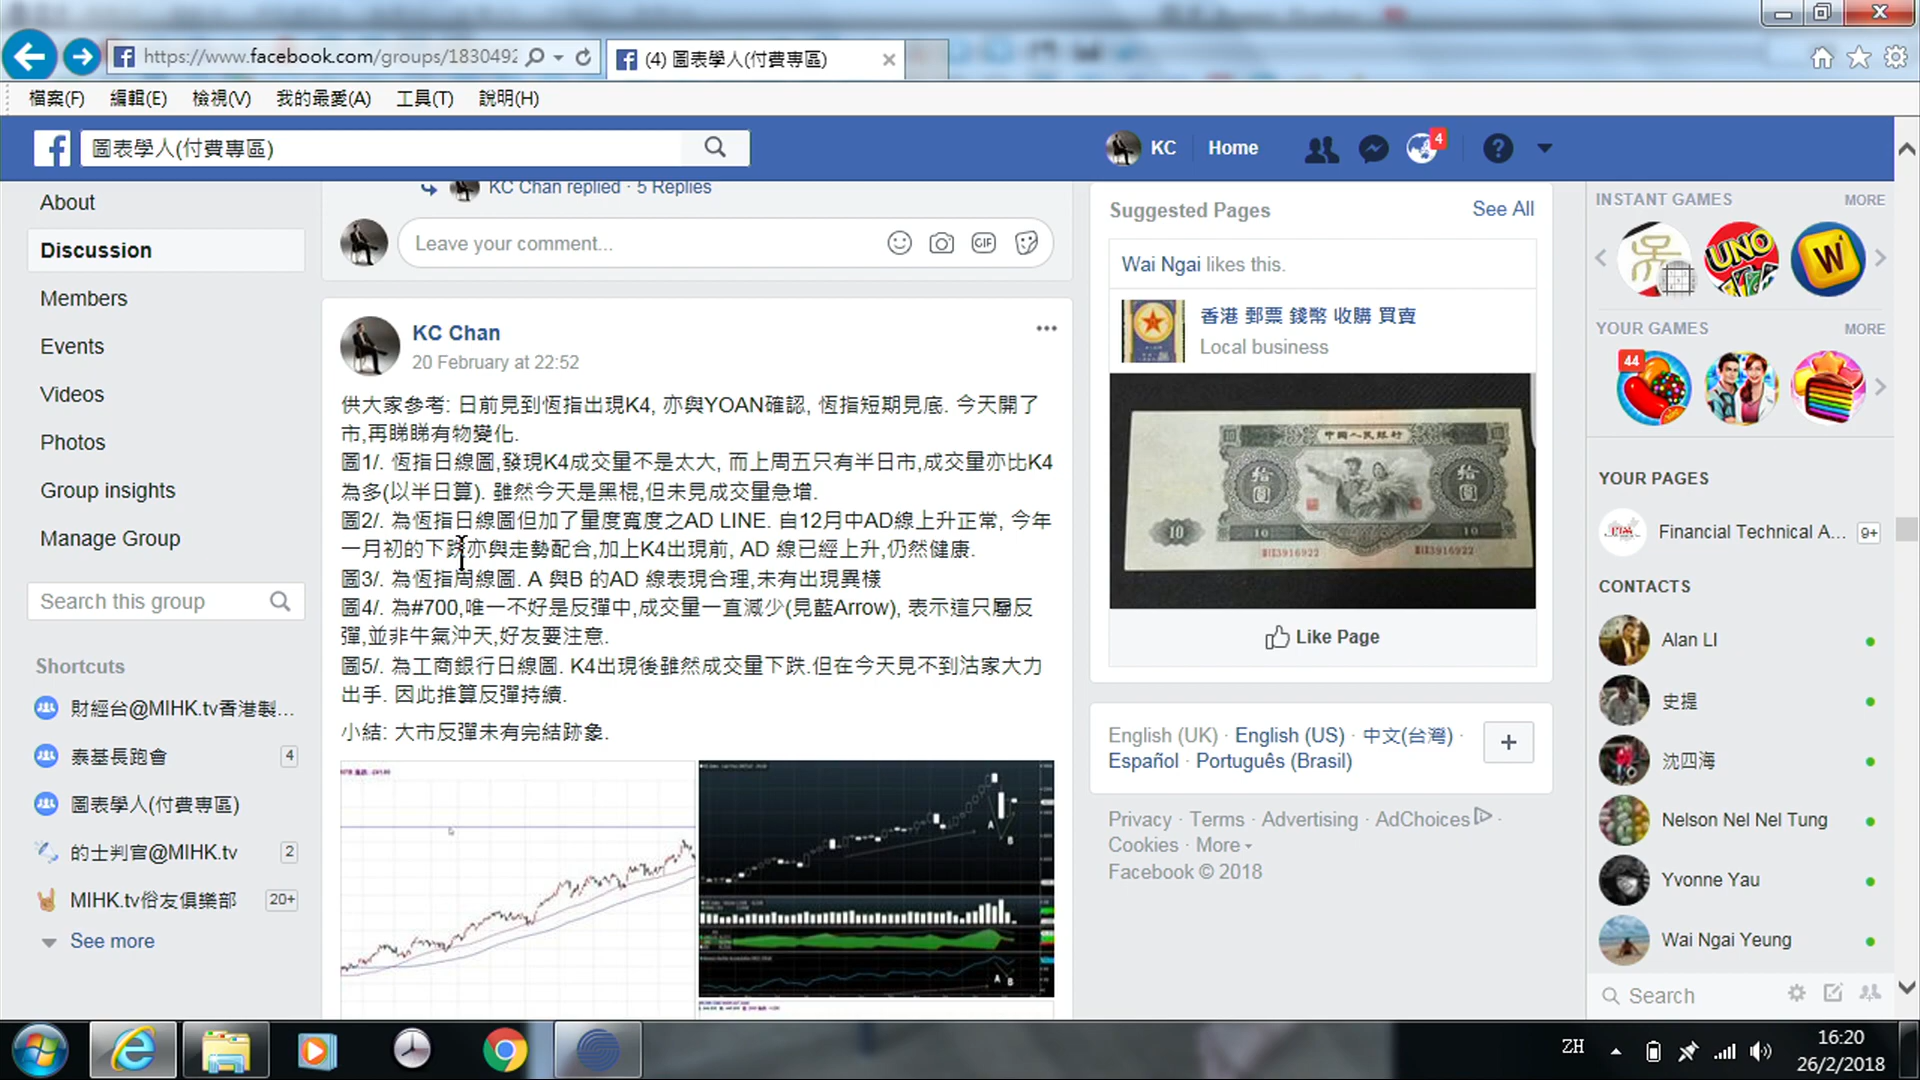 https://www.facebook.com/groups/1830492
(4) 圖表學人(付費專區)
檔案(F) 編輯(E) 檢視(V) 我的最愛(A) 工具(T) 說明(H)
圖表學人(付費專區)
KC Home 4
About
Discussion
Members
Events
Videos
Photos
Group insights
Manage Group
Search this group
Shortcuts
財經台@MIHK.tv香港製...
泰基長跑會 4
圖表學人(付費專區)
的士判官@MIHK.tv 2
MIHK.tv俗友俱樂部 20+
See more
KC Chan replied · 5 Replies
Leave your comment...
GIF
KC Chan
20 February at 22:52
供大家參考: 日前見到恆指出現K4, 亦與YOAN確認, 恆指短期見底. 今天開了
市,再睇睇有物變化.
圖1/. 恆指日線圖,發現K4成交量不是太大, 而上周五只有半日市,成交量亦比K4
為多(以半日算). 雖然今天是黑棍,但未見成交量急增.
圖2/. 為恆指日線圖但加了量度寬度之AD LINE. 自12月中AD線上升正常, 今年
一月初的下跌亦與走勢配合,加上K4出現前, AD 線已經上升,仍然健康.
圖3/. 為恆指周線圖. A 與B 的AD 線表現合理,未有出現異樣
圖4/. 為#700,唯一不好是反彈中,成交量一直減少(見藍Arrow), 表示這只屬反
彈,並非牛氣沖天,好友要注意.
圖5/. 為工商銀行日線圖. K4出現後雖然成交量下跌.但在今天見不到沽家大力
出手. 因此推算反彈持續.
小結: 大市反彈未有完結跡象.
A
B
A
B
Suggested Pages See All
Wai Ngai likes this.
香港 郵票 錢幣 收購 買賣
Local business
中國人民銀行
拾圓
拾圓
10
Like Page
English (UK) · English (US) · 中文(台灣) ·
Español · Português (Brasil)
Privacy · Terms · Advertising · AdChoices ·
Cookies · More
Facebook © 2018
INSTANT GAMES MORE
UNO
W
YOUR GAMES MORE
44
YOUR PAGES
Financial Technical A... 9+
CONTACTS
Alan LI
史提
沈四海
Nelson Nel Nel Tung
Yvonne Yau
Wai Ngai Yeung
Search
ZH
16:20
26/2/2018